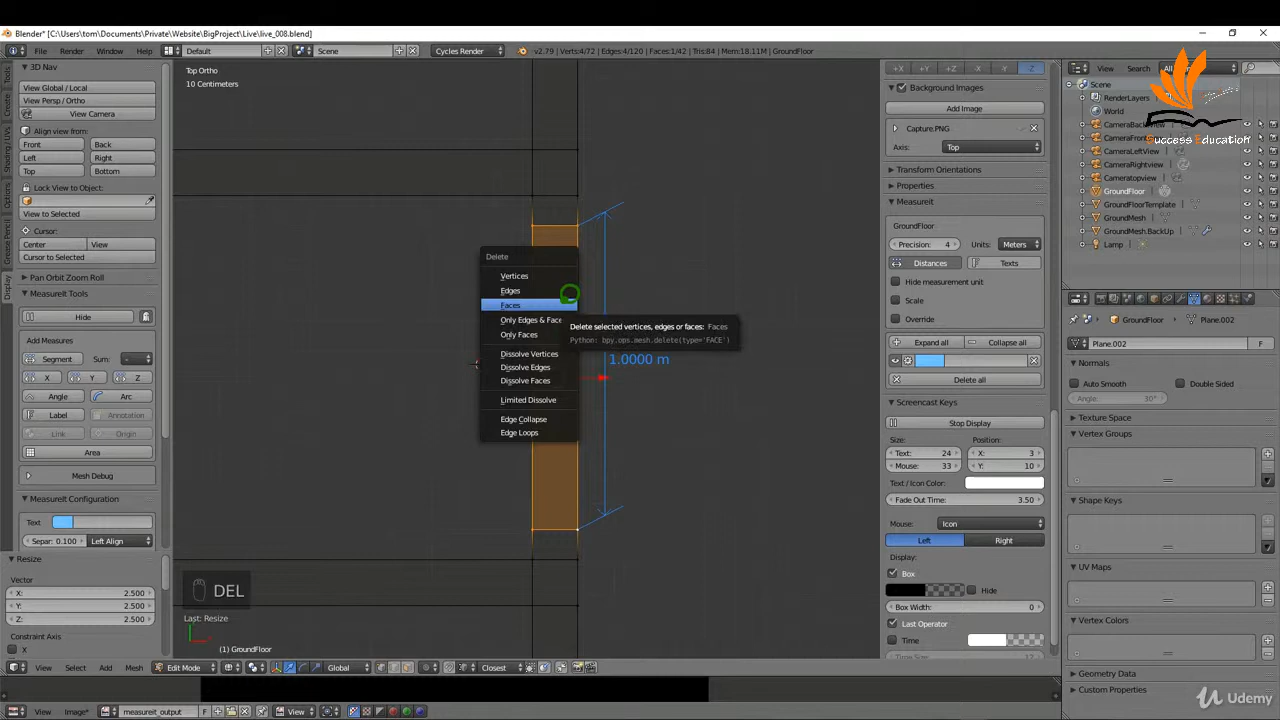 Blender* [C:\Users\tom\Documents\Private\Website\BigProject\Live\live_008.blend]
File Render Window Help Default Scene Cycles Render v2.79 | Verts:4/72 | Edges:4/120 | Faces:1/42 | Tris:84 | Mem:18.11M | GroundFloor
3D Nav
View Global / Local
View Persp / Ortho
View Camera
Align view from:
Front Back
Left Right
Top Bottom
Lock View to Object:
View to Selected
Cursor:
Center View
Cursor to Selected
Pan Orbit Zoom Roll
MeasureIt Tools
Hide
Add Measures
Segment Sum: -
X Y Z
Angle Arc
Label Annotation
Link Origin
Area
Mesh Debug
MeasureIt Configuration
Text
Separ: 0.100 Left Align
Resize
Vector
X: 2.500
Y: 2.500
Z: 2.500
Constraint Axis
X
Tools
Create
Shading / UVs
Options
Grease Pencil
Display
Top Ortho
10 Centimeters
Delete
Vertices
Edges
Faces
Only Edges & Face
Only Faces
Dissolve Vertices
Dissolve Edges
Dissolve Faces
Limited Dissolve
Edge Collapse
Edge Loops
Delete selected vertices, edges or faces: Faces
Python: bpy.ops.mesh.delete(type='FACE')
1.0000 m
DEL
Last: Resize
(1) GroundFloor
View Select Add Mesh Edit Mode Global Closest
View Image* measureit_output F View
+X +Y +Z -X -Y -Z
Background Images
Add Image
Capture.PNG
Axis: Top
Transform Orientations
Properties
Measureit
GroundFloor
Precision: 4 Units: Meters
Distances Texts
Hide measurement unit
Scale
Override
Expand all Collapse all
Delete all
Screencast Keys
Stop Display
Size: Position:
Text: 24 X: 3
Mouse: 33 Y: 10
Text / Icon Color:
Fade Out Time: 3.50
Mouse: Icon
Left Right
Display:
Box
Hide
Box Width: 0
Last Operator
Time
View Search All
Scene
RenderLayers
World
CameraBackView
CameraFron
CameraLeftView
CameraRightview
Cameratopview
GroundFloor
GroundFloorTemplate
GroundMesh
GroundMesh.BackUp
Lamp
Success Education
GroundFloor Plane.002
Plane.002 F
Normals
Auto Smooth Double Sided
Angle: 30°
Texture Space
Vertex Groups
Shape Keys
UV Maps
Vertex Colors
Geometry Data
Custom Properties
Udemy